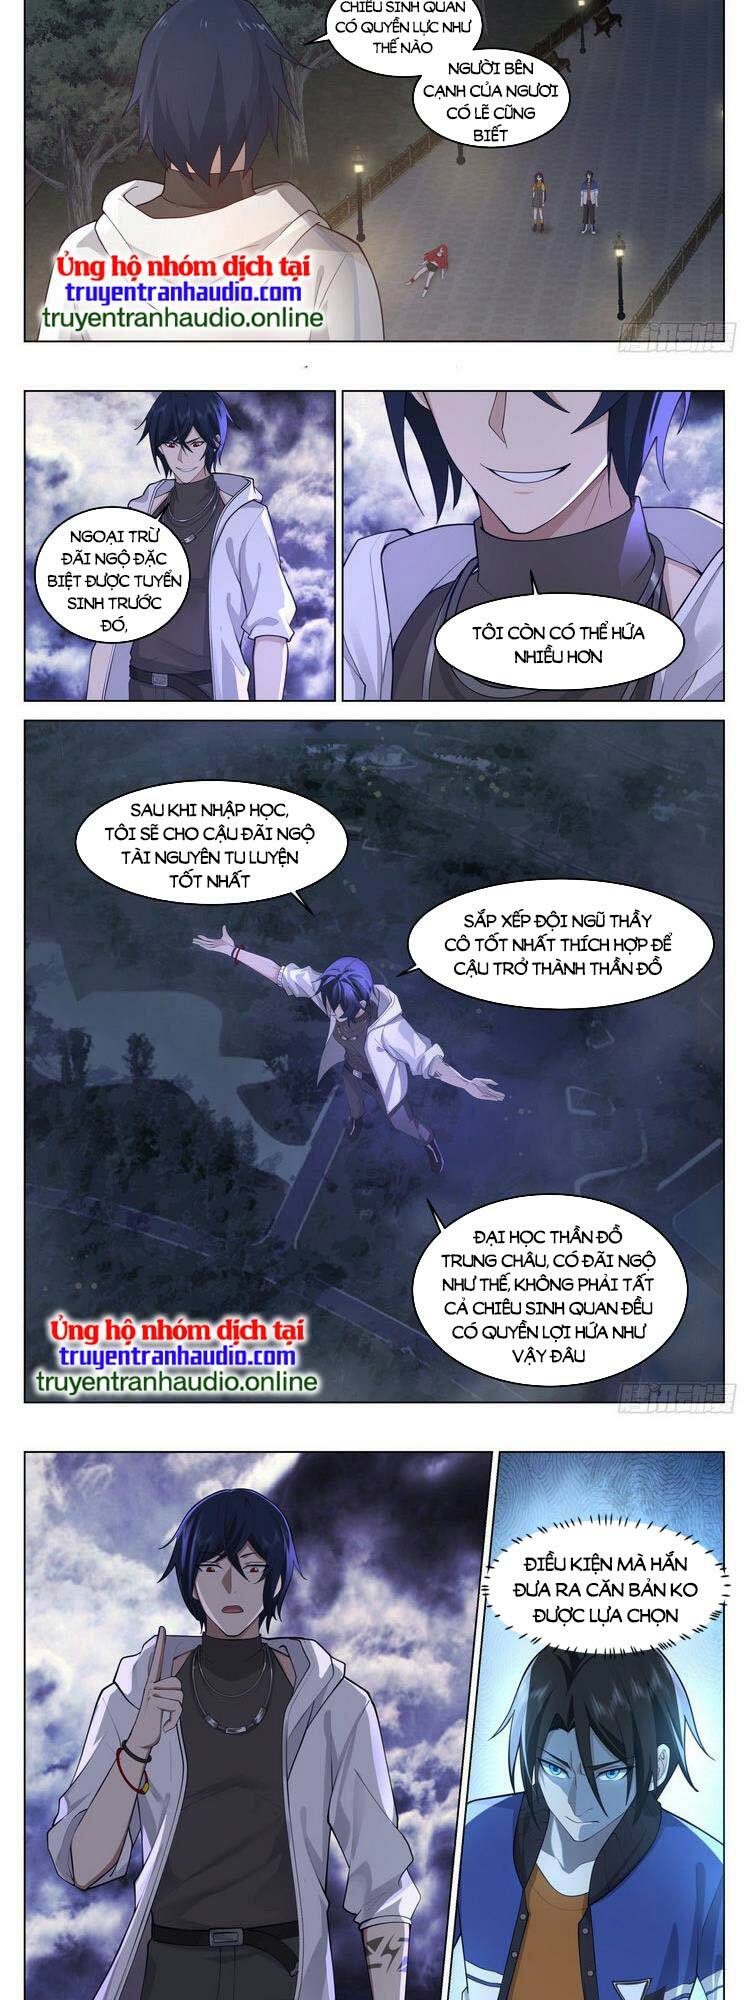 CHIÊU SINH QUAN
CÓ QUYỀN LỰC NHƯ
THẾ NÀO
NGƯỜI BÊN
CẠNH CỦA NGƯƠI
CÓ LẼ CŨNG
BIẾT
Ủng hộ nhóm dịch tại
truyentranhaudio.com
truyentranhaudio.online
NGOẠI TRỪ
ĐÃI NGỘ ĐẶC
BIỆT ĐƯỢC TUYỂN
SINH TRƯỚC
ĐÓ,
TÔI CÒN CÓ THỂ HỨA
NHIỀU HƠN
SAU KHI NHẬP HỌC,
TÔI SẼ CHO CẬU ĐÃI NGỘ
TÀI NGUYÊN TU LUYỆN
TỐT NHẤT
SẮP XẾP ĐỘI NGŨ THẦY
CÔ TỐT NHẤT THÍCH HỢP ĐỂ
CẬU TRỞ THÀNH THẦN ĐỒ
ĐẠI HỌC THẦN ĐỒ
TRUNG CHÂU, CÓ ĐÃI NGỘ
NHƯ THẾ, KHÔNG PHẢI TẤT
CẢ CHIÊU SINH QUAN ĐỀU
CÓ QUYỀN LỢI HỨA NHƯ
VẬY ĐÂU
Ủng hộ nhóm dịch tại
truyentranhaudio.com
truyentranhaudio.online
ĐIỀU KIỆN MÀ HẮN
ĐƯA RA CĂN BẢN KO
ĐƯỢC LỰA CHỌN